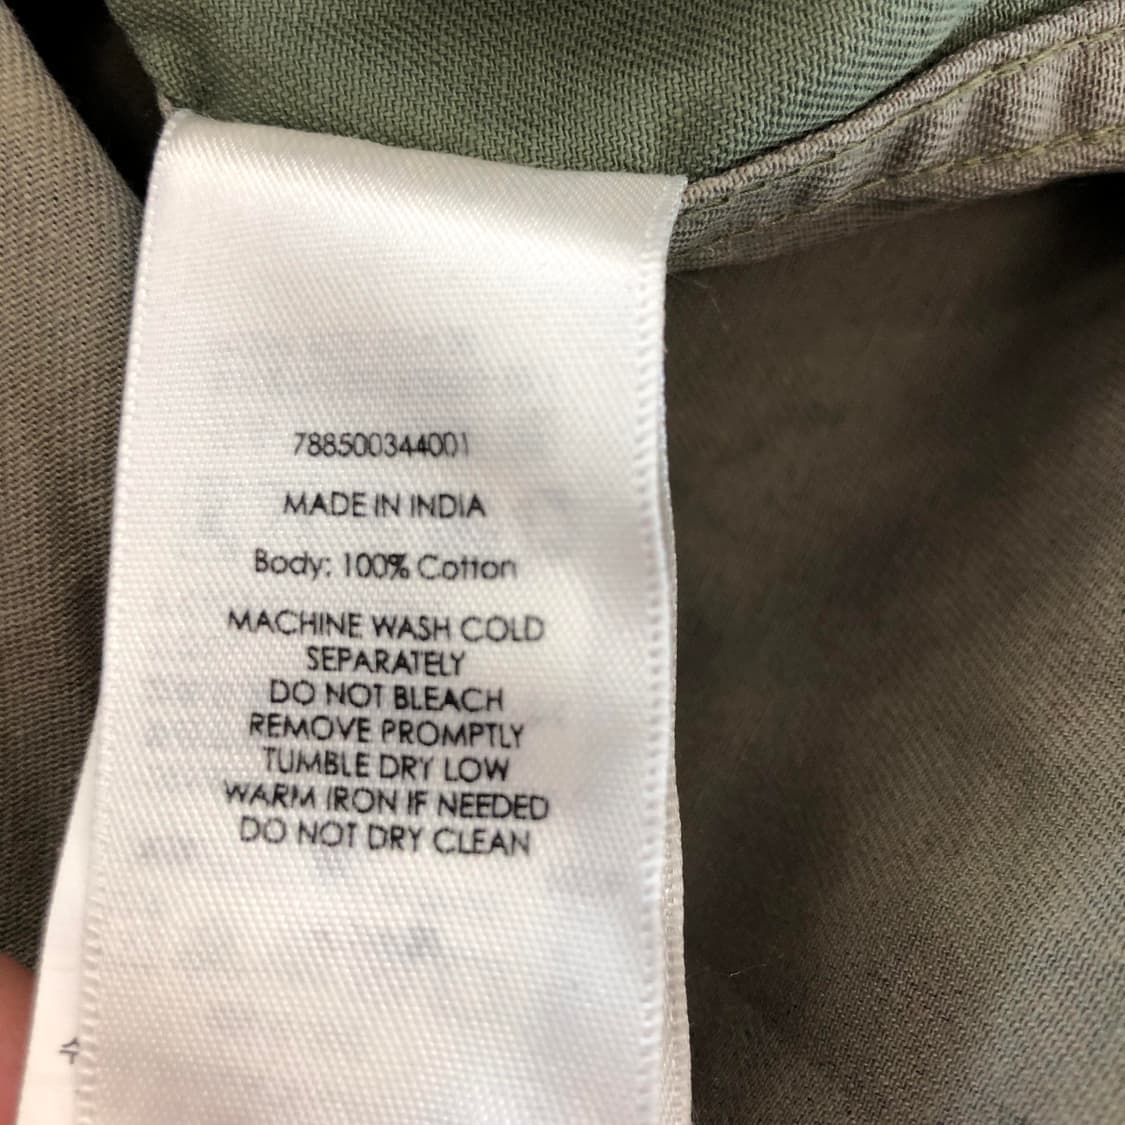 788500344001
MADE IN INDIA
Body: 100% Cotton
MACHINE WASH COLD
SEPARATELY
DO NOT BLEACH
REMOVE PROMPTLY
TUMBLE DRY LOW
WARM IRON IF NEEDED
DO NOT DRY CLEAN